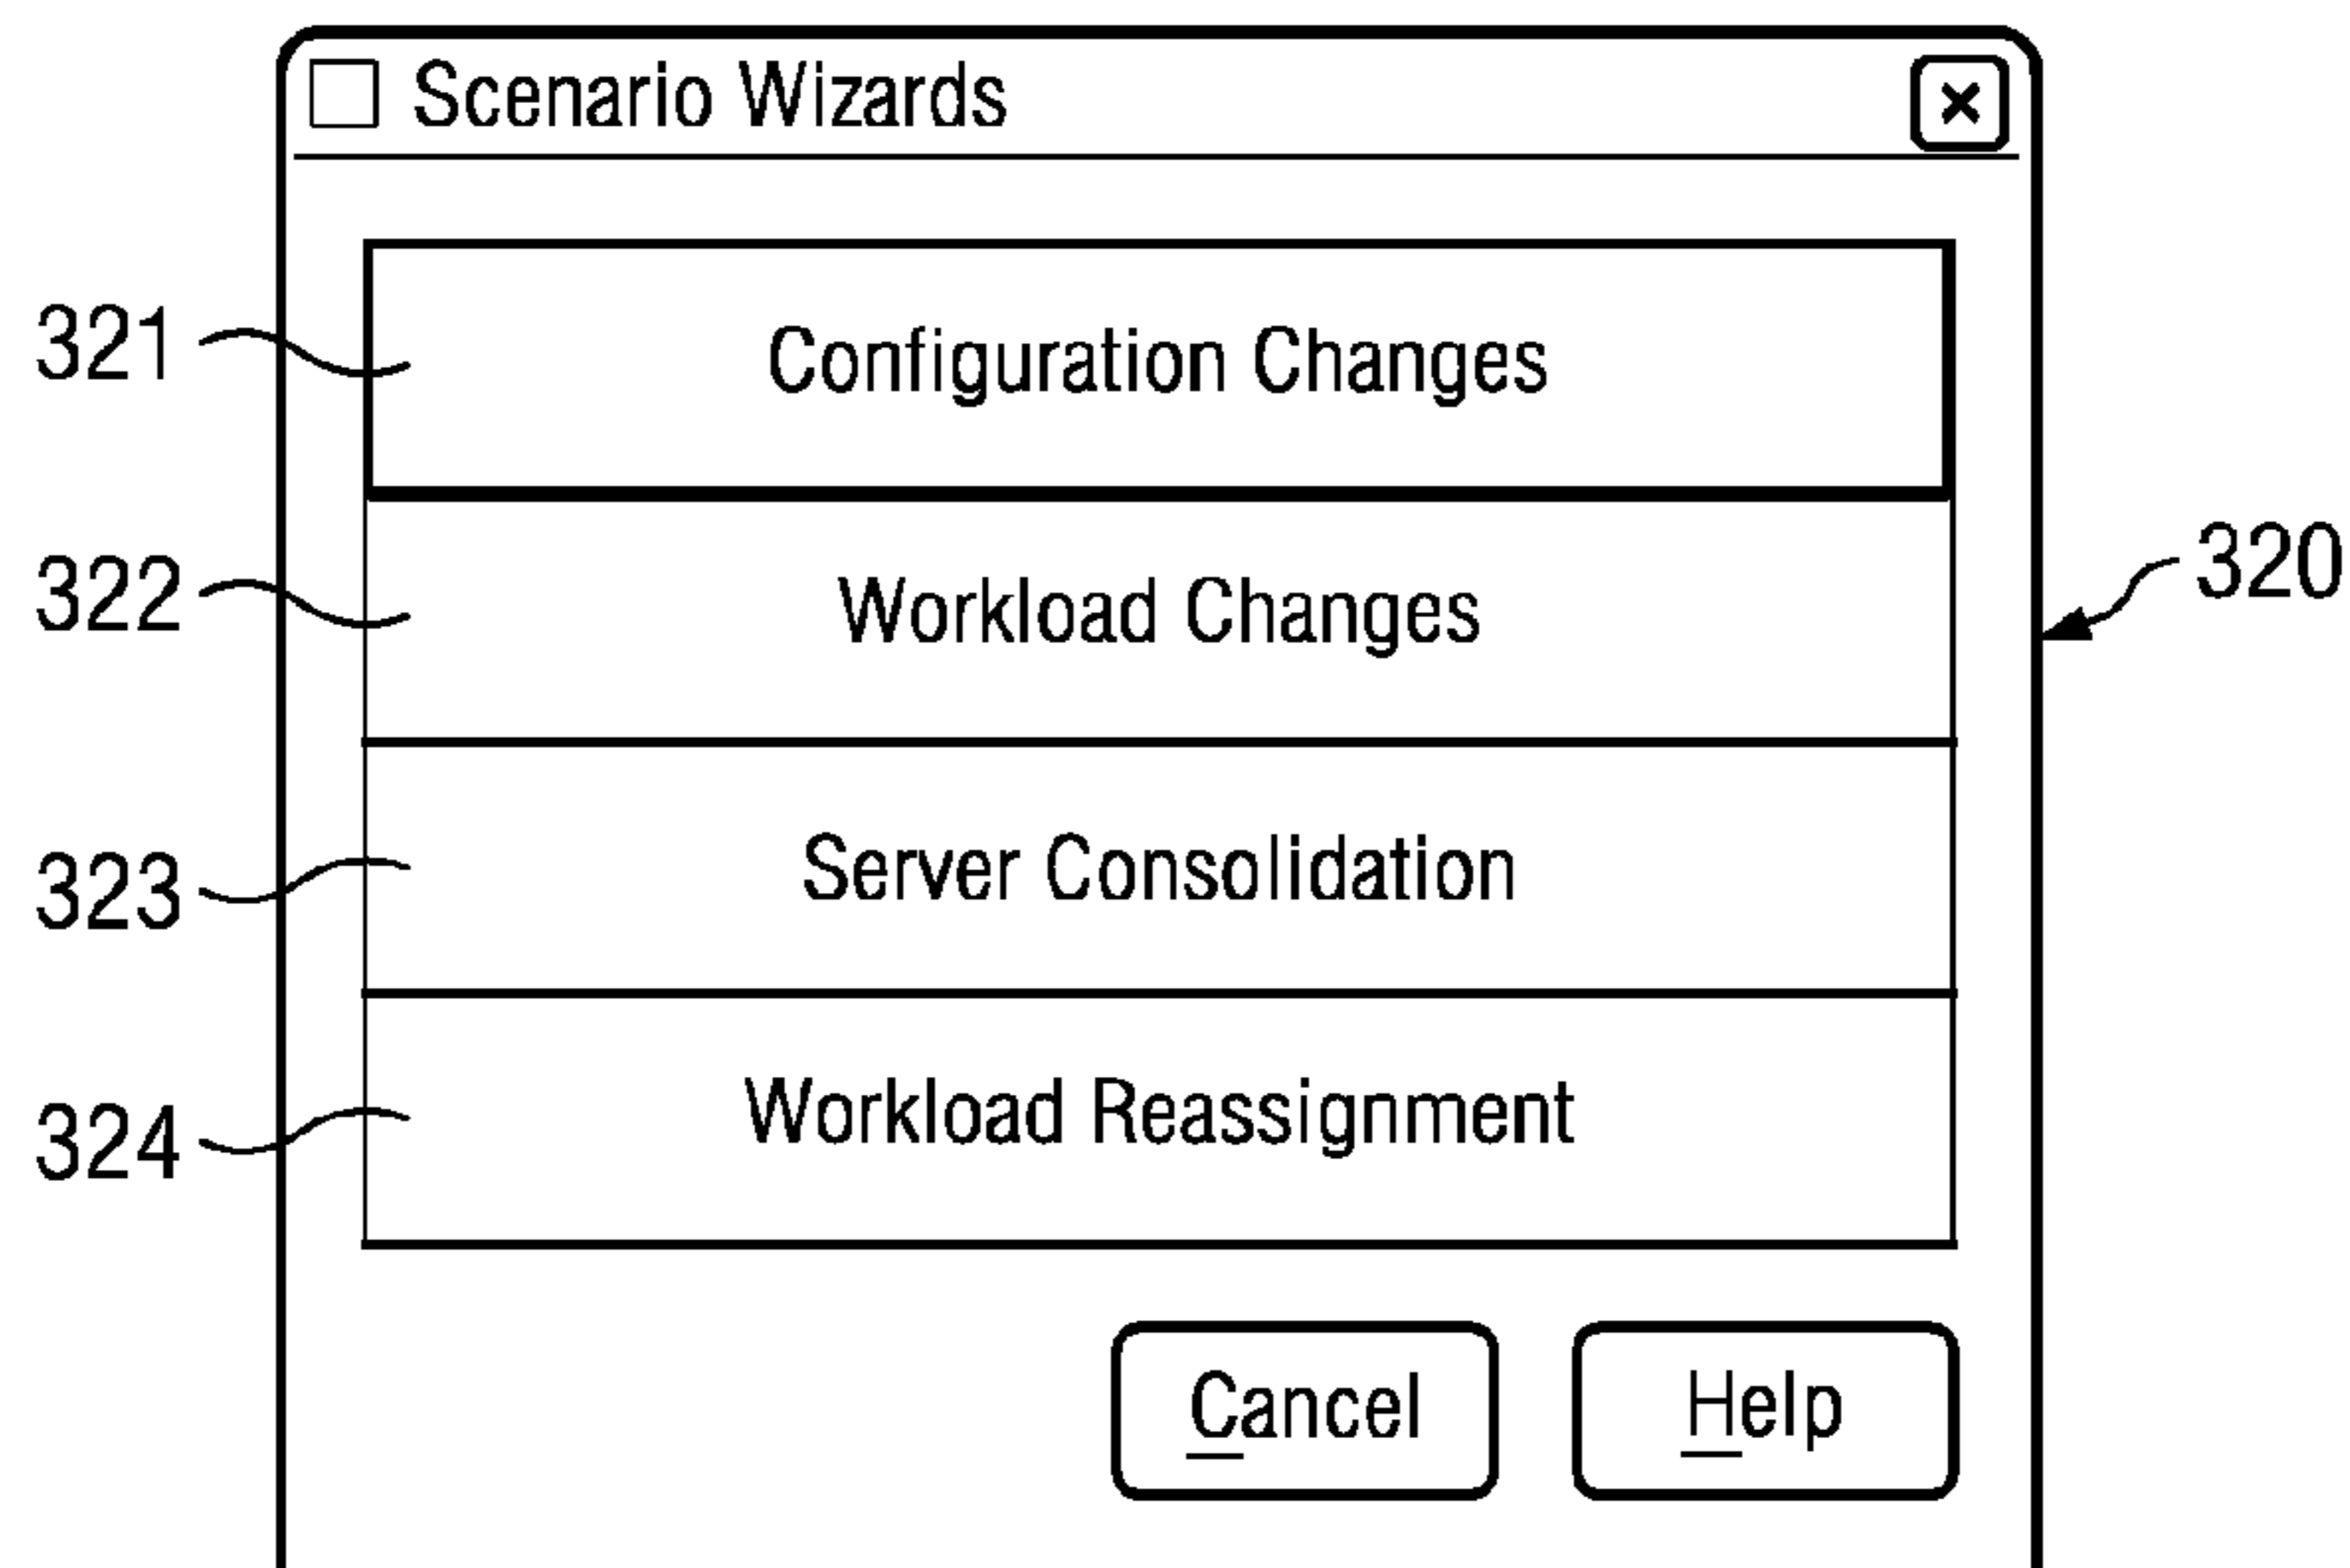 Scenario Wizards
321
Configuration Changes
322
Workload Changes
320
323
Server Consolidation
324
Workload Reassignment
Cancel
Help